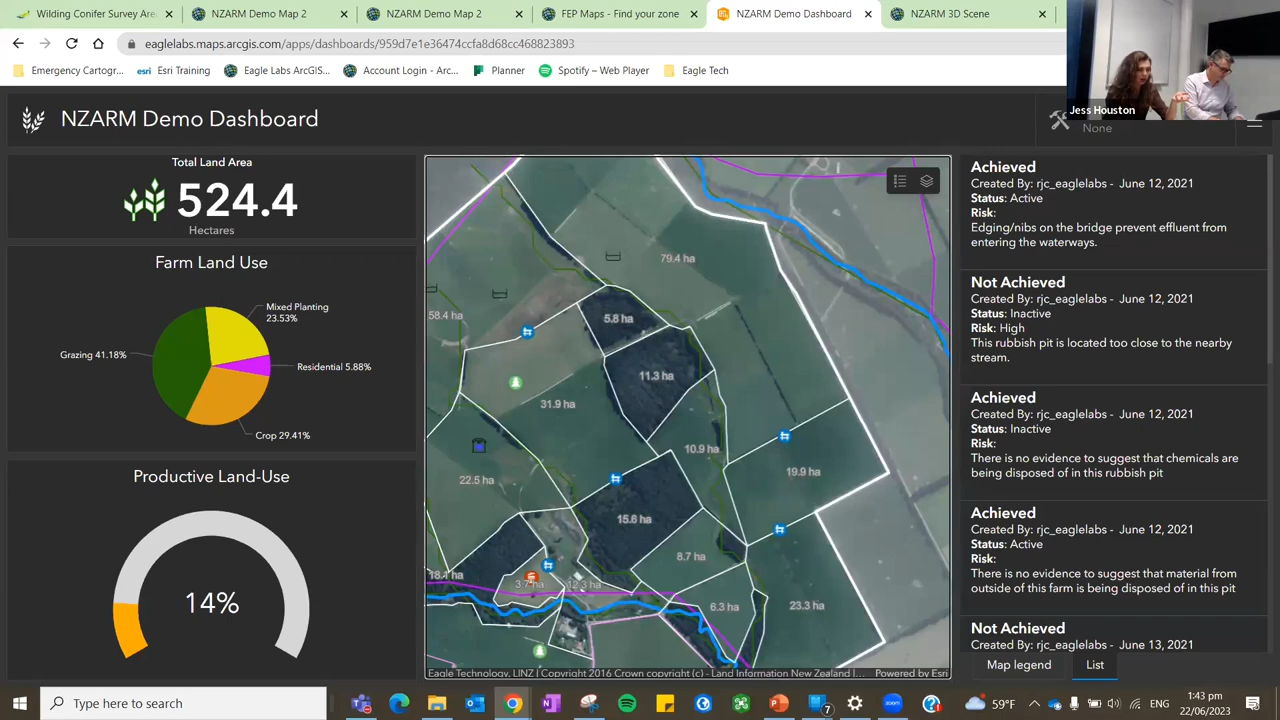 Wilding Conifer Survey Are
NZARM Demo Map 2
NZARM Demo Map 2
FEP Maps - Find your zone
NZARM Demo Dashboard
NZARM 3D Scene
eaglelabs.maps.arcgis.com/apps/dashboards/959d7e1e36474ccfa8d68cc468823893
Emergency Cartogr...
esri Esri Training
Eagle Labs ArcGIS...
Account Login - Arc...
Planner
Spotify – Web Player
Eagle Tech
Jess Houston
NZARM Demo Dashboard
None
Total Land Area
524.4
Hectares
Farm Land Use
Mixed Planting
23.53%
Grazing 41.18%
Residential 5.88%
Crop 29.41%
Productive Land-Use
14%
79.4 ha
58.4 ha
5.8 ha
11.3 ha
31.9 ha
10.9 ha
19.9 ha
22.5 ha
15.6 ha
8.7 ha
18.1 ha
6.3 ha
23.3 ha
Eagle Technology, LINZ | Copyright 2016 Crown copyright (c) - Land Information New Zealand |...
Powered by Esri
Achieved
Created By: rjc_eaglelabs - June 12, 2021
Status: Active
Risk:
Edging/nibs on the bridge prevent effluent from
entering the waterways.
Not Achieved
Created By: rjc_eaglelabs - June 12, 2021
Status: Inactive
Risk: High
This rubbish pit is located too close to the nearby
stream.
Achieved
Created By: rjc_eaglelabs - June 12, 2021
Status: Inactive
Risk:
There is no evidence to suggest that chemicals are
being disposed of in this rubbish pit
Achieved
Created By: rjc_eaglelabs - June 12, 2021
Status: Active
Risk:
There is no evidence to suggest that material from
outside of this farm is being disposed of in this pit
Not Achieved
Created By: rjc_eaglelabs - June 13, 2021
Map legend
List
Type here to search
7
zoom
59°F
ENG
1:43 pm
22/06/2023